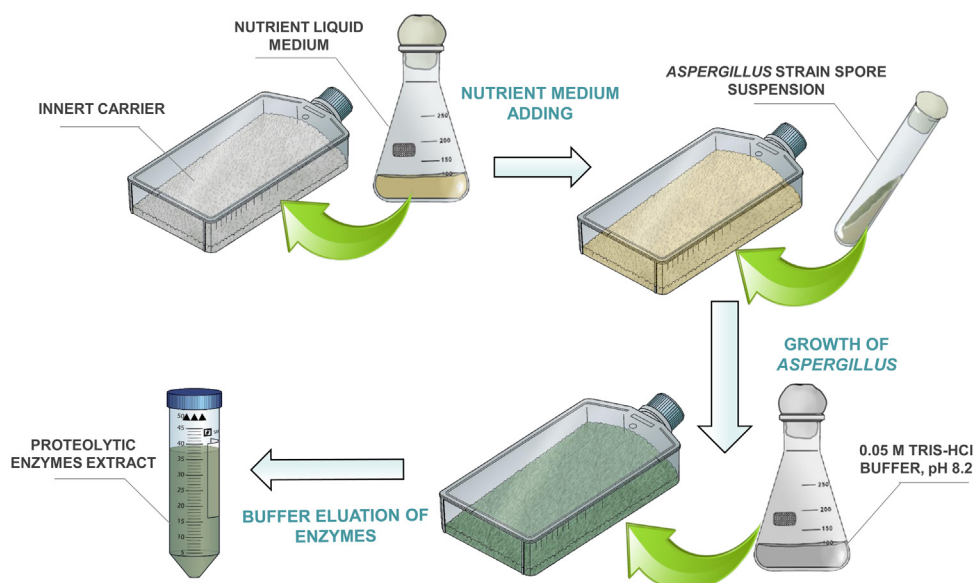 NUTRIENT LIQUID
MEDIUM
INNERT CARRIER
250
200
150
100
NUTRIENT MEDIUM
ADDING
ASPERGILLUS STRAIN SPORE
SUSPENSION
GROWTH OF
ASPERGILLUS
0.05 M TRIS-HCl
BUFFER, pH 8.2
250
200
150
100
BUFFER ELUATION OF
ENZYMES
PROTEOLYTIC
ENZYMES EXTRACT
50
45
40
35
30
25
20
15
10
5